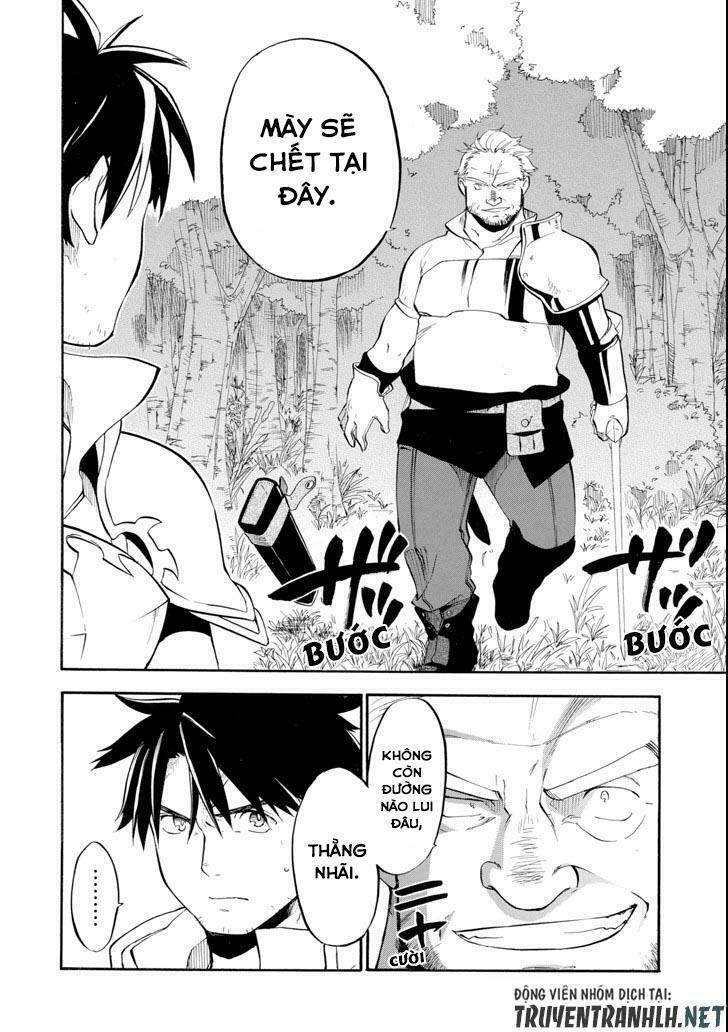 MÀY SẼ
CHẾT TẠI
ĐÂY.
ザッ
BƯỚC
ザッ
BƯỚC
KHÔNG
CÒN
ĐƯỜNG
NÀO LUI
ĐÂU,
THẰNG
NHÃI.
ニャ
CƯỜI
.......
ĐỘNG VIÊN NHÓM DỊCH TẠI:
TRUYENTRANHLH.NET